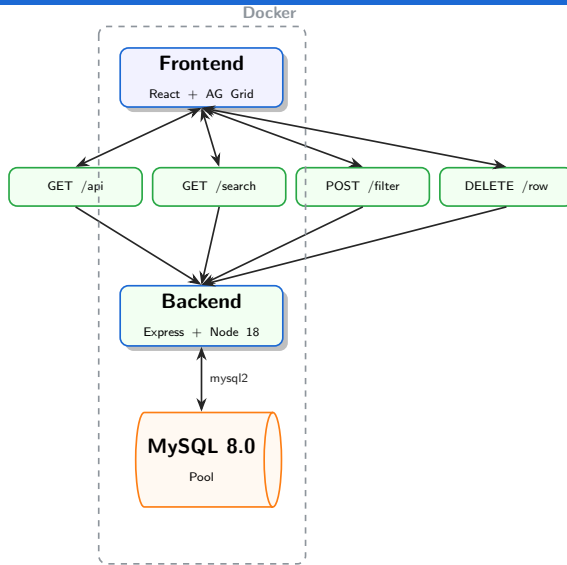 Docker
Frontend
React + AG Grid
GET /api
GET /search
POST /filter
DELETE /row
Backend
Express + Node 18
mysql2
MySQL 8.0
Pool